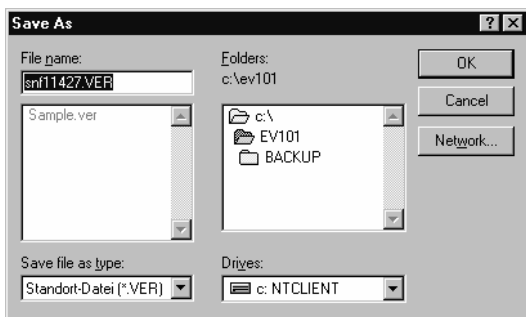 Save As
File name:
snf11427.VER
Sample.ver
Folders:
c:\ev101
c:\
EV101
BACKUP
OK
Cancel
Network...
Save file as type:
Standort-Datei (*.VER)
Drives:
c: NTCLIENT